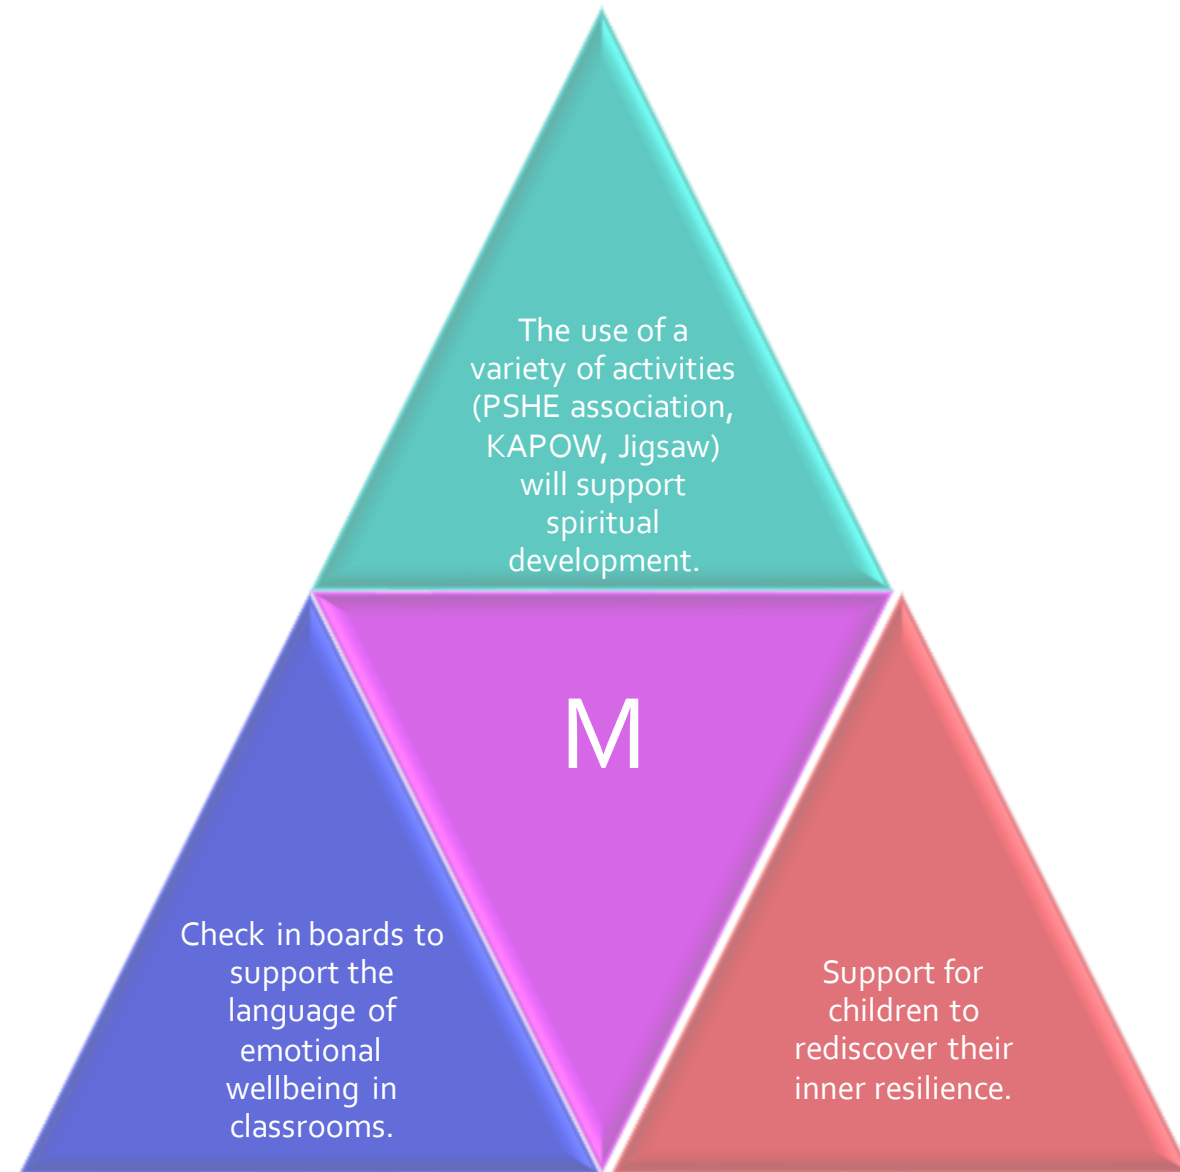 The use of a
variety of activities
(PSHE association,
KAPOW, Jigsaw)
will support
spiritual
development.
M
Check in boards to
support the
language of
emotional
wellbeing in
classrooms.
Support for
children to
rediscover their
inner resilience.